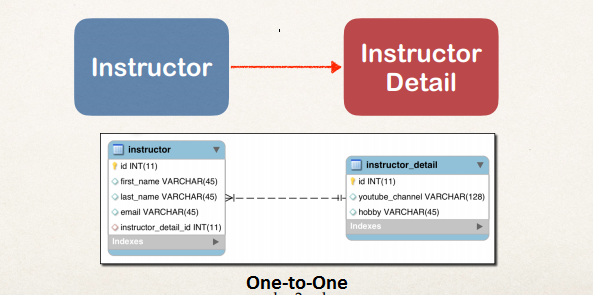 Instructor
Instructor
Detail
instructor
id INT(11)
first_name VARCHAR(45)
last_name VARCHAR(45)
email VARCHAR(45)
instructor_detail_id INT(11)
Indexes
instructor_detail
id INT(11)
youtube_channel VARCHAR(128)
hobby VARCHAR(45)
Indexes
One-to-One